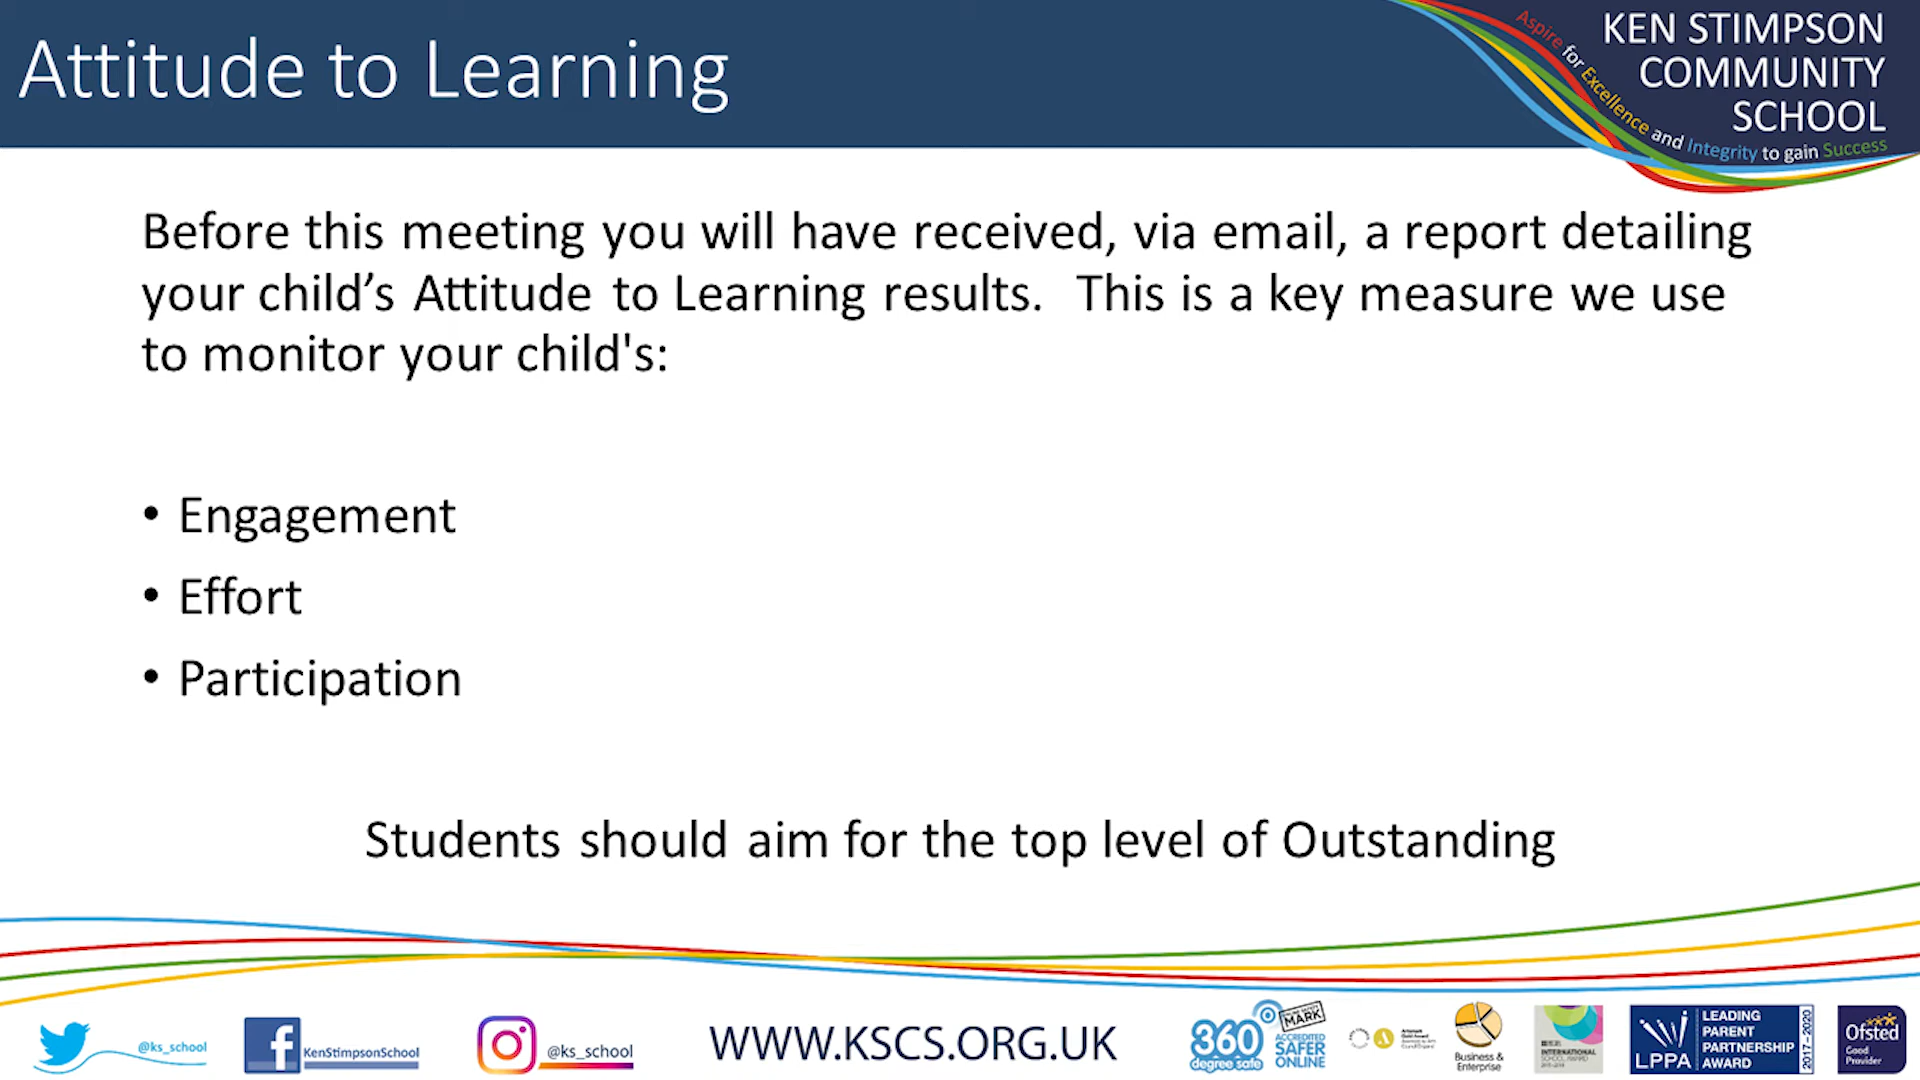 Attitude to Learning
KEN STIMPSON
COMMUNITY
SCHOOL
Aspire for Excellence and Integrity to gain Success
Before this meeting you will have received, via email, a report detailing
your child’s Attitude to Learning results. This is a key measure we use
to monitor your child's:
• Engagement
• Effort
• Participation
Students should aim for the top level of Outstanding
@ks_school
KenStimpsonSchool
@ks_school
WWW.KSCS.ORG.UK
360
degree safe
MARK
ACCREDITED
SAFER
ONLINE
Business &
Enterprise
INTERNATIONAL
SCHOOL AWARD
LPPA
LEADING
PARENT
PARTNERSHIP
AWARD
2017-2020
Ofsted
Good
Provider